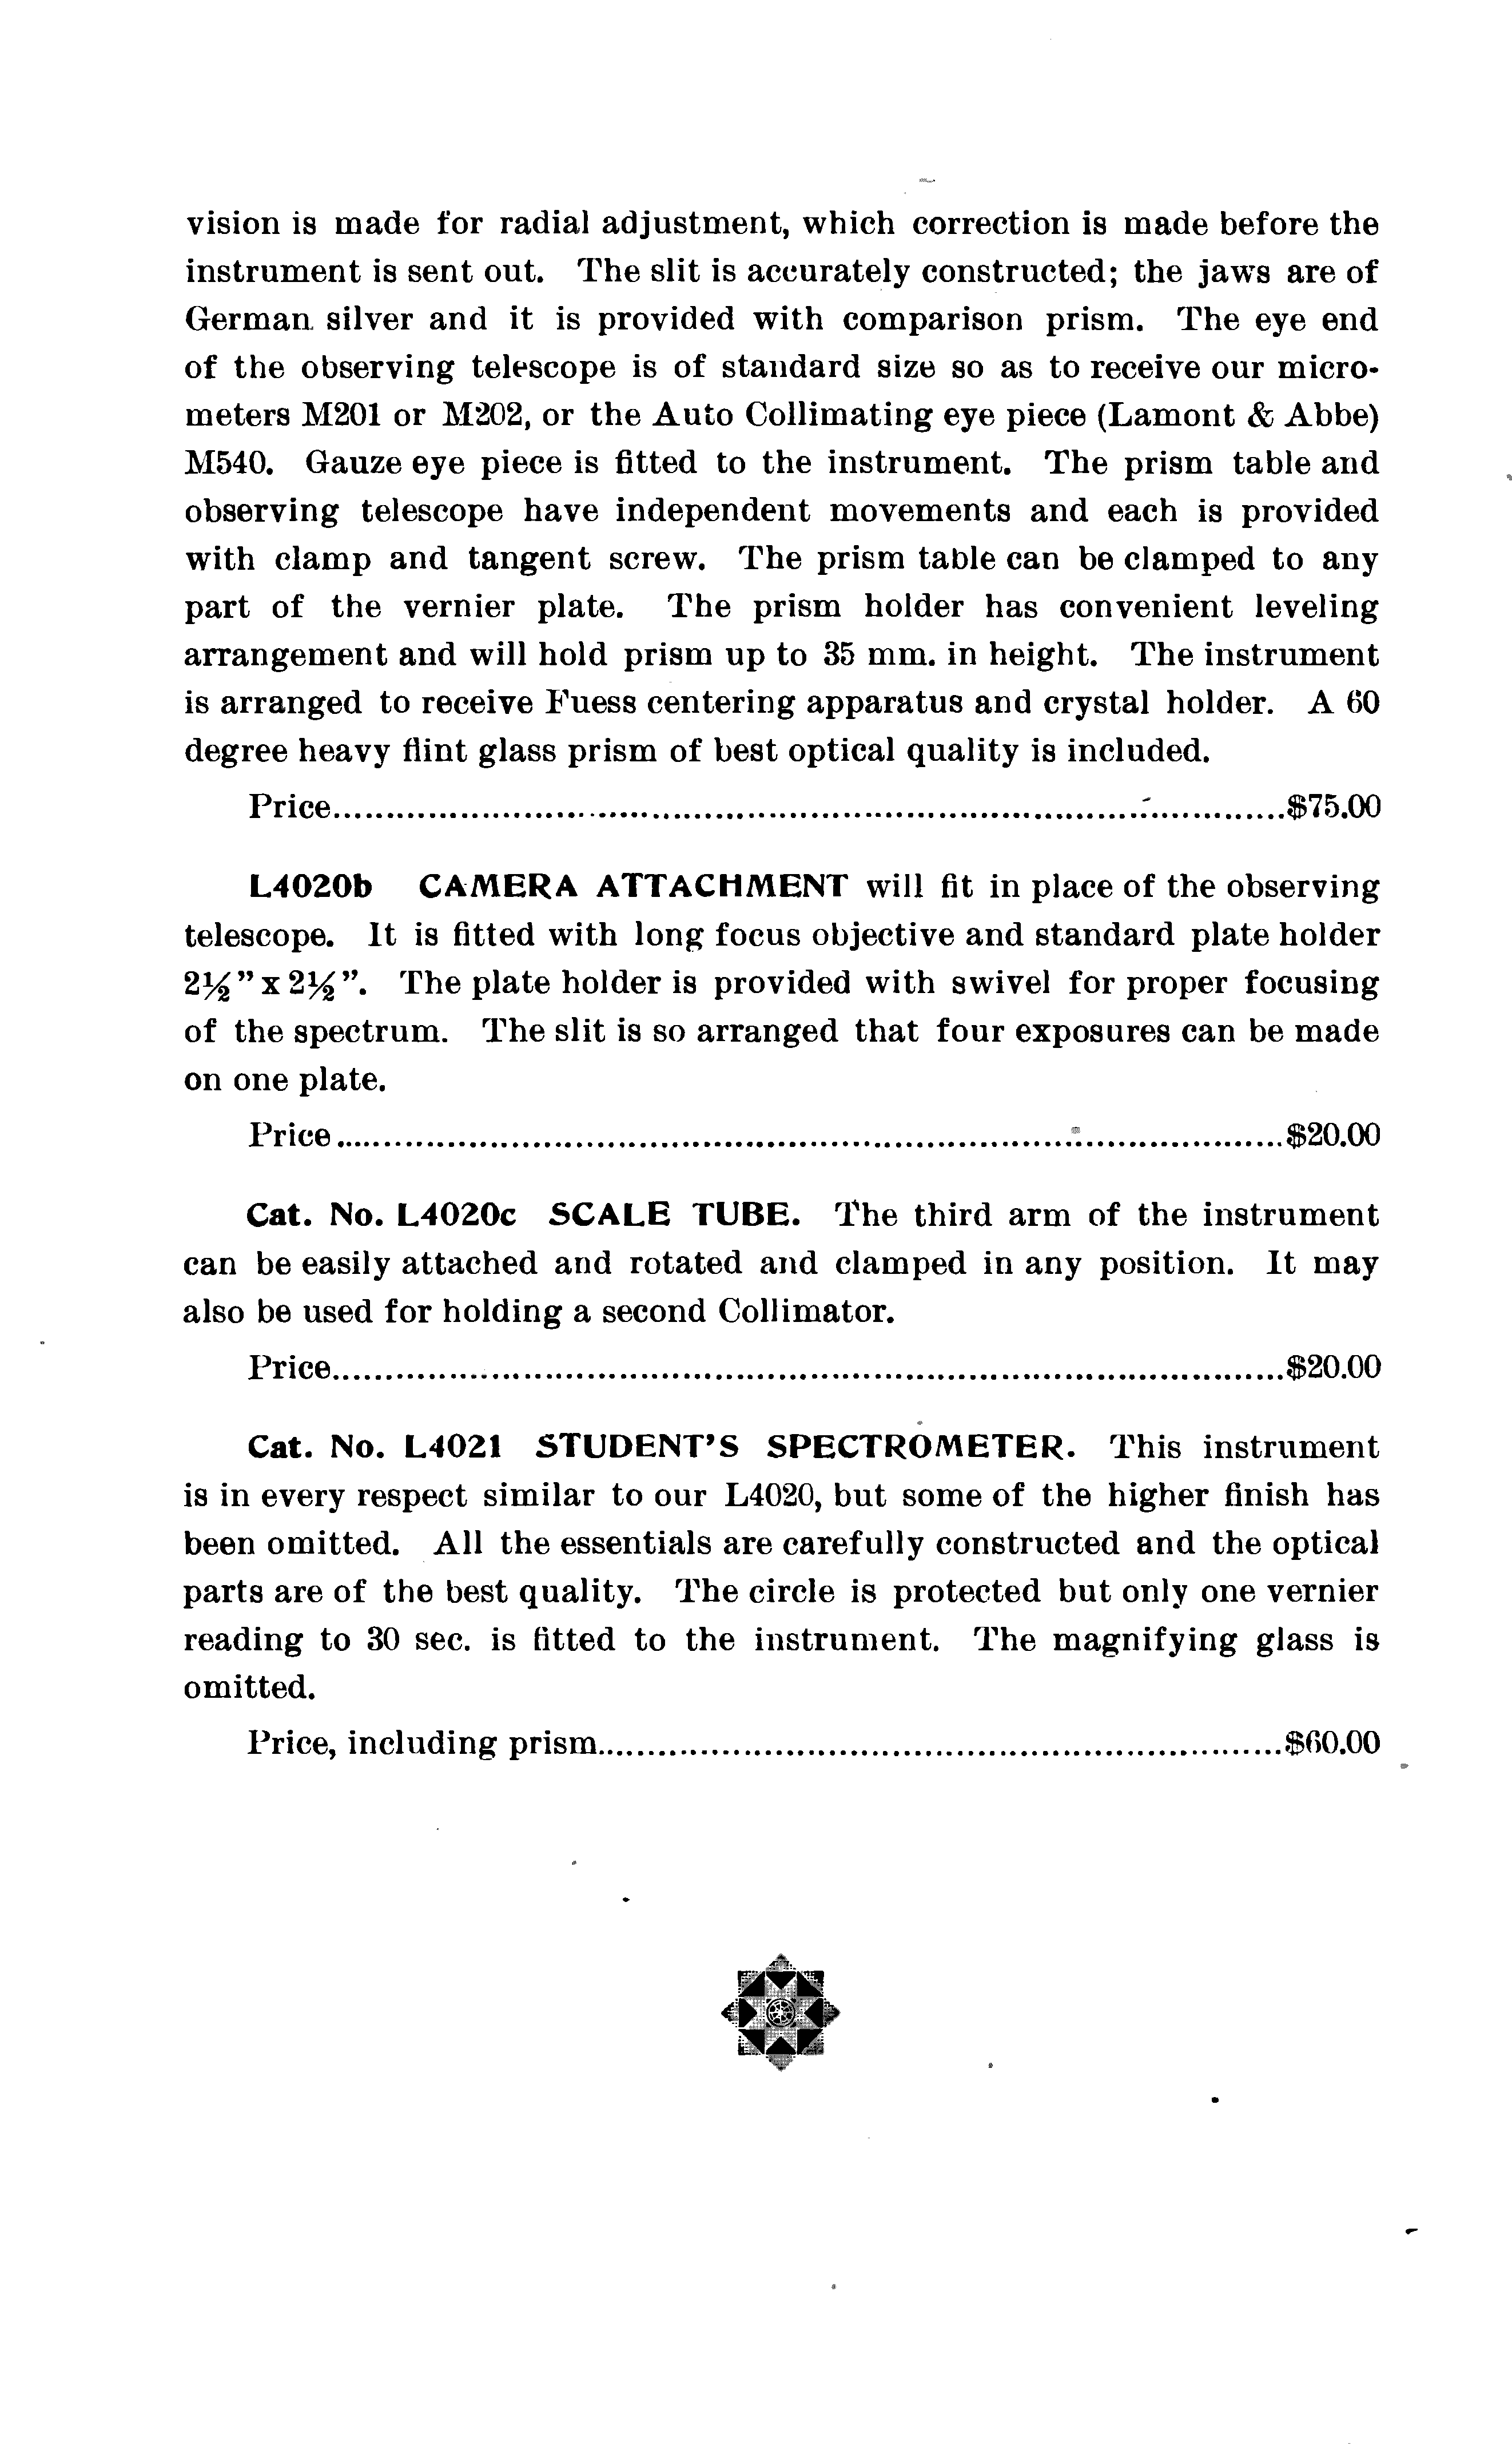 vision is made for radial adjustment, which correction is made before the
instrument is sent out. The slit is accurately constructed; the jaws are of
German silver and it is provided with comparison prism. The eye end
of the observing telescope is of standard size so as to receive our micro-
meters M201 or M202, or the Auto Collimating eye piece (Lamont & Abbe)
M540. Gauze eye piece is fitted to the instrument. The prism table and
observing telescope have independent movements and each is provided
with clamp and tangent screw. The prism table can be clamped to any
part of the vernier plate. The prism holder has convenient leveling
arrangement and will hold prism up to 35 mm. in height. The instrument
is arranged to receive Fuess centering apparatus and crystal holder. A 60
degree heavy flint glass prism of best optical quality is included.
Price....................$75.00
L4020b CAMERA ATTACHMENT will fit in place of the observing
telescope. It is fitted with long focus objective and standard plate holder
2½” x 2½”. The plate holder is provided with swivel for proper focusing
of the spectrum. The slit is so arranged that four exposures can be made
on one plate.
Price....................$20.00
Cat. No. L4020c SCALE TUBE. The third arm of the instrument
can be easily attached and rotated and clamped in any position. It may
also be used for holding a second Collimator.
Price....................$20.00
Cat. No. L4021 STUDENT’S SPECTROMETER. This instrument
is in every respect similar to our L4020, but some of the higher finish has
been omitted. All the essentials are carefully constructed and the optical
parts are of the best quality. The circle is protected but only one vernier
reading to 30 sec. is fitted to the instrument. The magnifying glass is
omitted.
Price, including prism....................$60.00